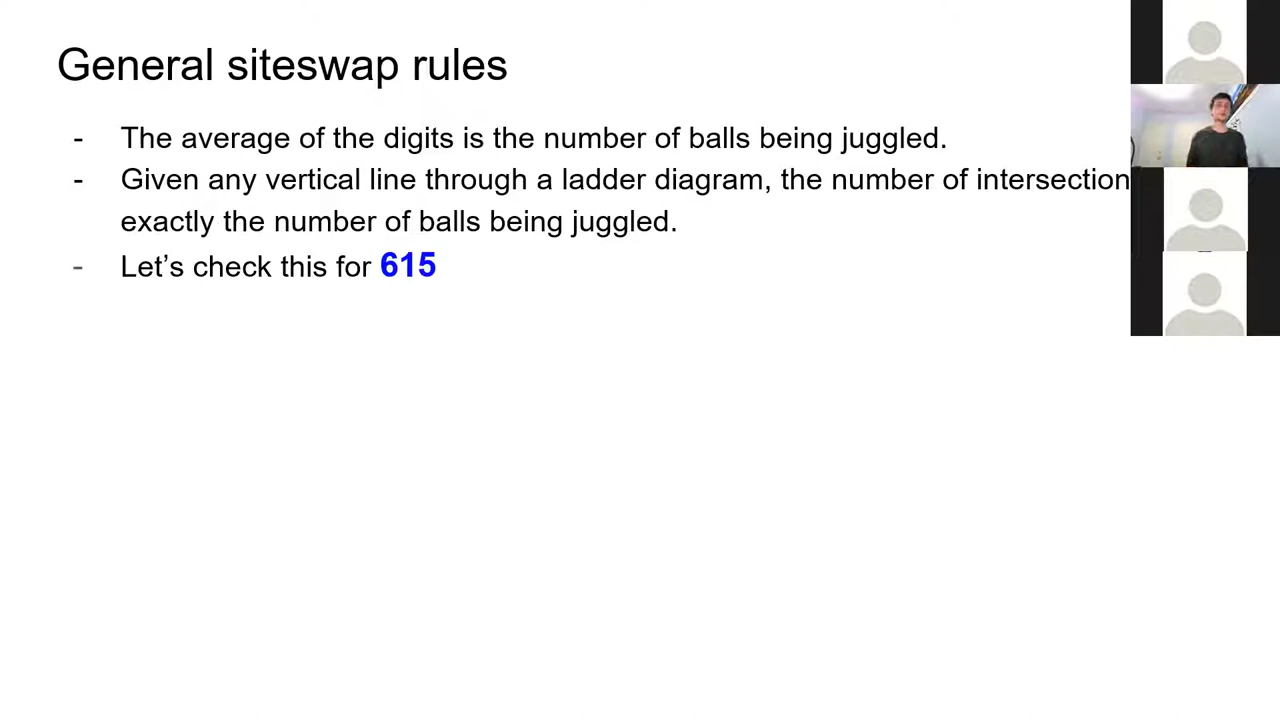 General siteswap rules
- The average of the digits is the number of balls being juggled.
- Given any vertical line through a ladder diagram, the number of intersection
exactly the number of balls being juggled.
- Let's check this for 615